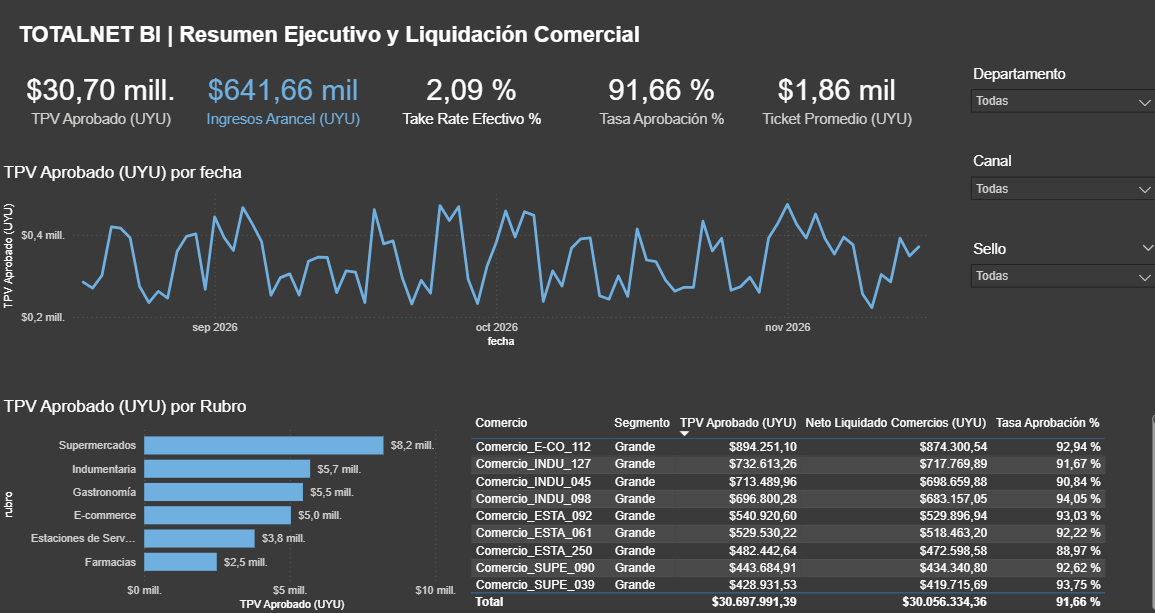 TOTALNET BI | Resumen Ejecutivo y Liquidación Comercial
$30,70 mill.
TPV Aprobado (UYU)
$641,66 mil
Ingresos Arancel (UYU)
2,09 %
Take Rate Efectivo %
91,66 %
Tasa Aprobación %
$1,86 mil
Ticket Promedio (UYU)
Departamento
Todas
Canal
Todas
Sello
Todas
TPV Aprobado (UYU) por fecha
TPV Aprobado (UYU)
$0,4 mill.
$0,2 mill.
sep 2026
oct 2026
nov 2026
fecha
TPV Aprobado (UYU) por Rubro
rubro
Supermercados $8,2 mill.
Indumentaria $5,7 mill.
Gastronomía $5,5 mill.
E-commerce $5,0 mill.
Estaciones de Serv... $3,8 mill.
Farmacias $2,5 mill.
$0 mill. $5 mill. $10 mill.
TPV Aprobado (UYU)
Comercio Segmento TPV Aprobado (UYU) Neto Liquidado Comercios (UYU) Tasa Aprobación %
Comercio_E-CO_112 Grande $894.251,10 $874.300,54 92,94 %
Comercio_INDU_127 Grande $732.613,26 $717.769,89 91,67 %
Comercio_INDU_045 Grande $713.489,96 $698.659,88 90,84 %
Comercio_INDU_098 Grande $696.800,28 $683.157,05 94,05 %
Comercio_ESTA_092 Grande $540.920,60 $529.896,94 93,03 %
Comercio_ESTA_061 Grande $529.530,22 $518.463,20 92,22 %
Comercio_ESTA_250 Grande $482.442,64 $472.598,58 88,97 %
Comercio_SUPE_090 Grande $443.684,91 $434.340,80 92,62 %
Comercio_SUPE_039 Grande $428.931,53 $419.715,69 93,75 %
Total $30.697.991,39 $30.056.334,36 91,66 %